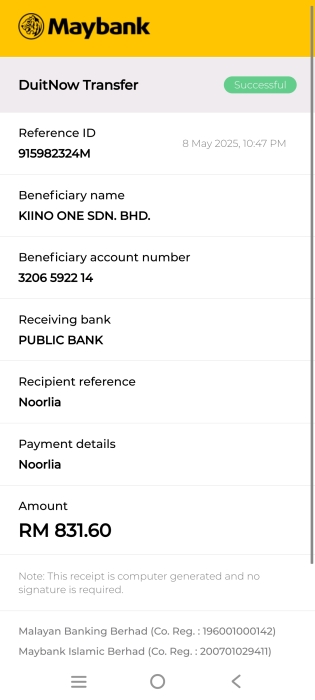 Maybank
DuitNow Transfer
Successful
Reference ID
8 May 2025, 10:47 PM
915982324M
Beneficiary name
KIINO ONE SDN. BHD.
Beneficiary account number
3206 5922 14
Receiving bank
PUBLIC BANK
Recipient reference
Noorlia
Payment details
Noorlia
Amount
RM 831.60
Note: This receipt is computer generated and no
signature is required.
Malayan Banking Berhad (Co. Reg. : 196001000142)
Maybank Islamic Berhad (Co. Reg. : 200701029411)